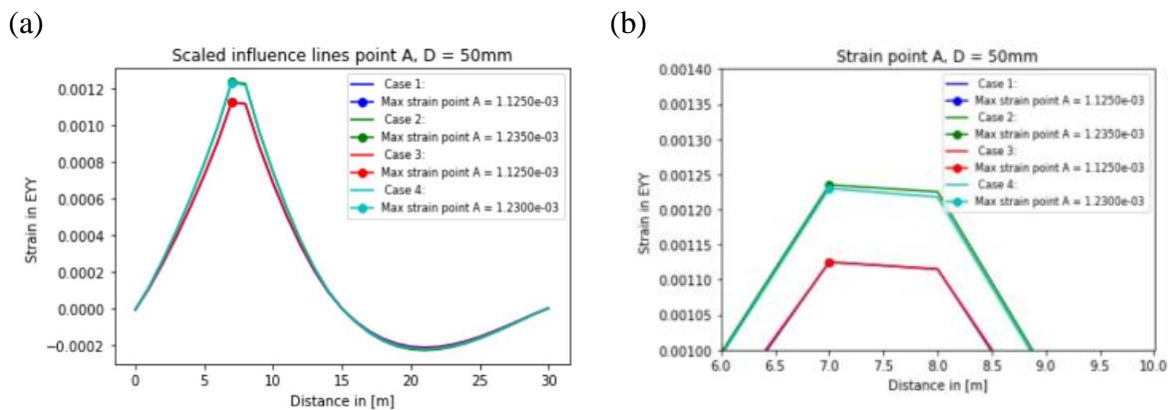 (a)
Scaled influence lines point A, D = 50mm
Strain in EYY
0.0012
0.0010
0.0008
0.0006
0.0004
0.0002
0.0000
−0.0002
0 5 10 15 20 25 30
Distance in [m]
Case 1:
Max strain point A = 1.1250e-03
Case 2:
Max strain point A = 1.2350e-03
Case 3:
Max strain point A = 1.1250e-03
Case 4:
Max strain point A = 1.2300e-03
(b)
Strain point A, D = 50mm
Strain in EYY
0.00140
0.00135
0.00130
0.00125
0.00120
0.00115
0.00110
0.00105
0.00100
6.0 6.5 7.0 7.5 8.0 8.5 9.0 9.5 10.0
Distance in [m]
Case 1:
Max strain point A = 1.1250e-03
Case 2:
Max strain point A = 1.2350e-03
Case 3:
Max strain point A = 1.1250e-03
Case 4:
Max strain point A = 1.2300e-03